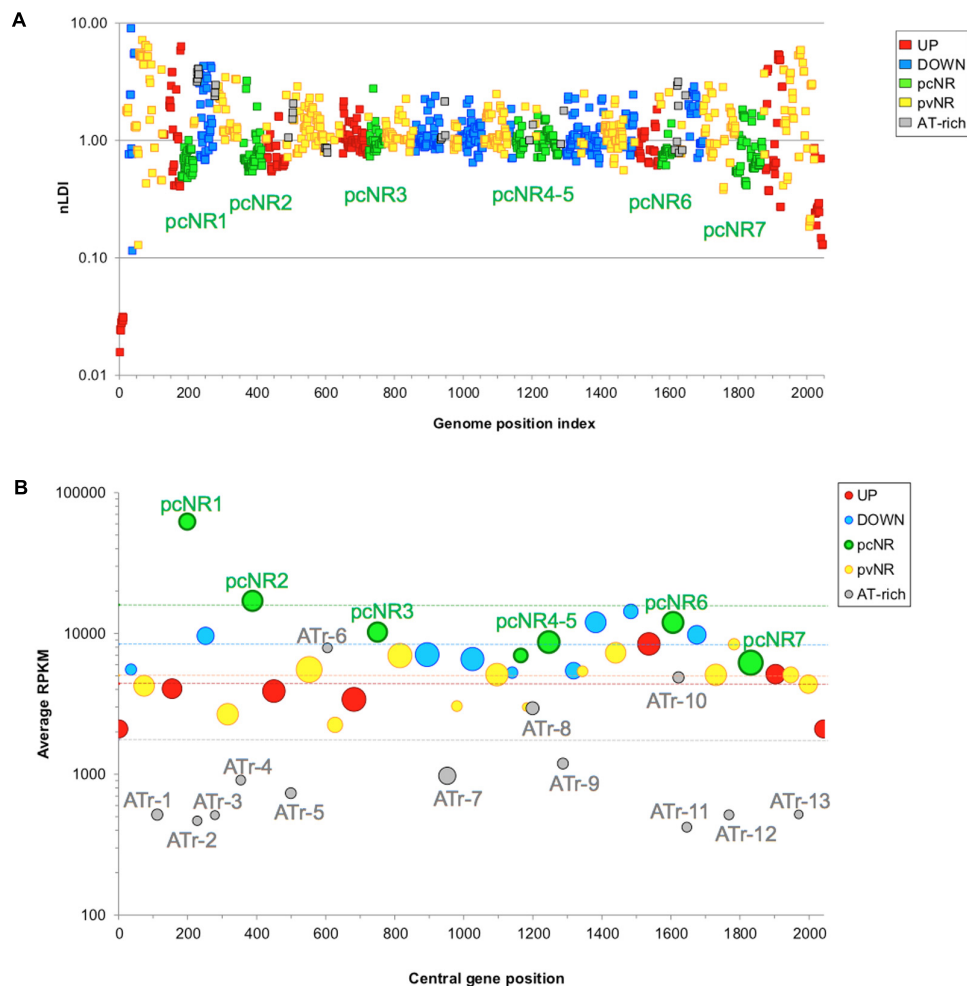 A
10.00
1.00
0.10
0.01
nLDI
pcNR1
pcNR2
pcNR3
pcNR4-5
pcNR6
pcNR7
0 200 400 600 800 1000 1200 1400 1600 1800 2000
Genome position index
UP
DOWN
pcNR
pvNR
AT-rich
B
100000
10000
1000
100
Average RPKM
pcNR1
pcNR2
pcNR3
pcNR4-5
pcNR6
pcNR7
ATr-6
ATr-10
ATr-8
ATr-4
ATr-1
ATr-3
ATr-2
ATr-5
ATr-7
ATr-9
ATr-11
ATr-12
ATr-13
0 200 400 600 800 1000 1200 1400 1600 1800 2000
Central gene position
UP
DOWN
pcNR
pvNR
AT-rich